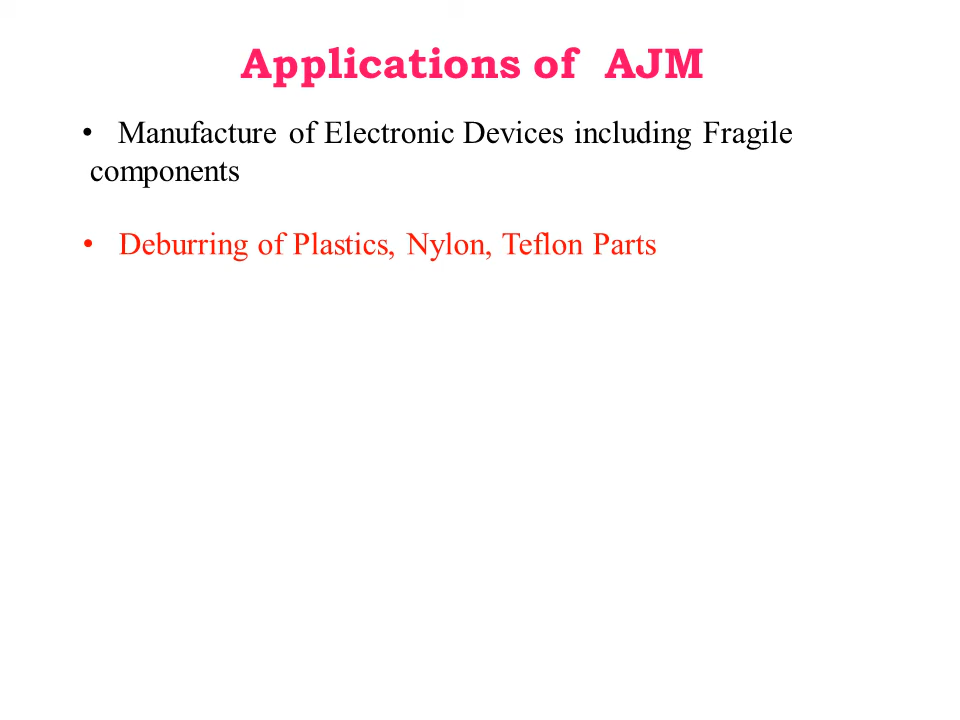 Applications of AJM
• Manufacture of Electronic Devices including Fragile
components
• Deburring of Plastics, Nylon, Teflon Parts